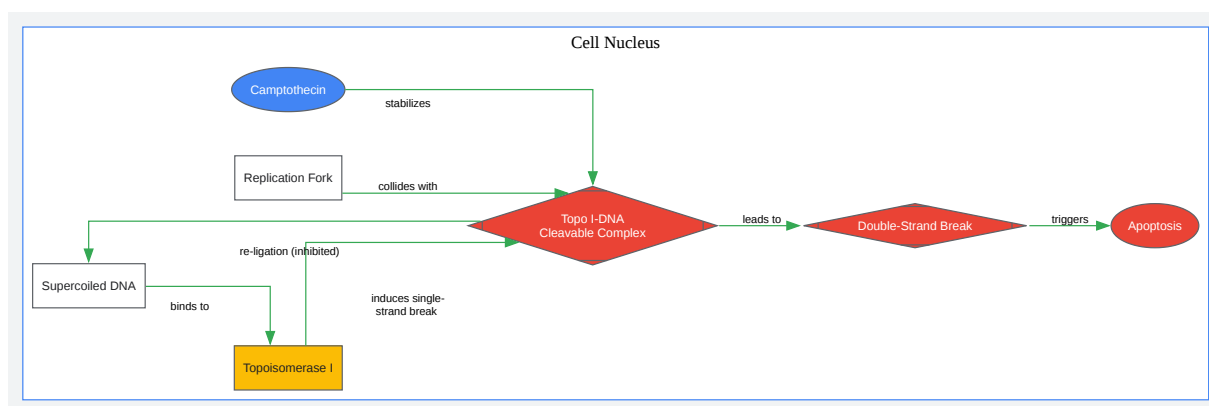 Cell Nucleus
Camptothecin
stabilizes
Replication Fork
collides with
Topo I-DNA
Cleavable Complex
leads to
Double-Strand Break
triggers
Apoptosis
re-ligation (inhibited)
Supercoiled DNA
binds to
induces single-
strand break
Topoisomerase I